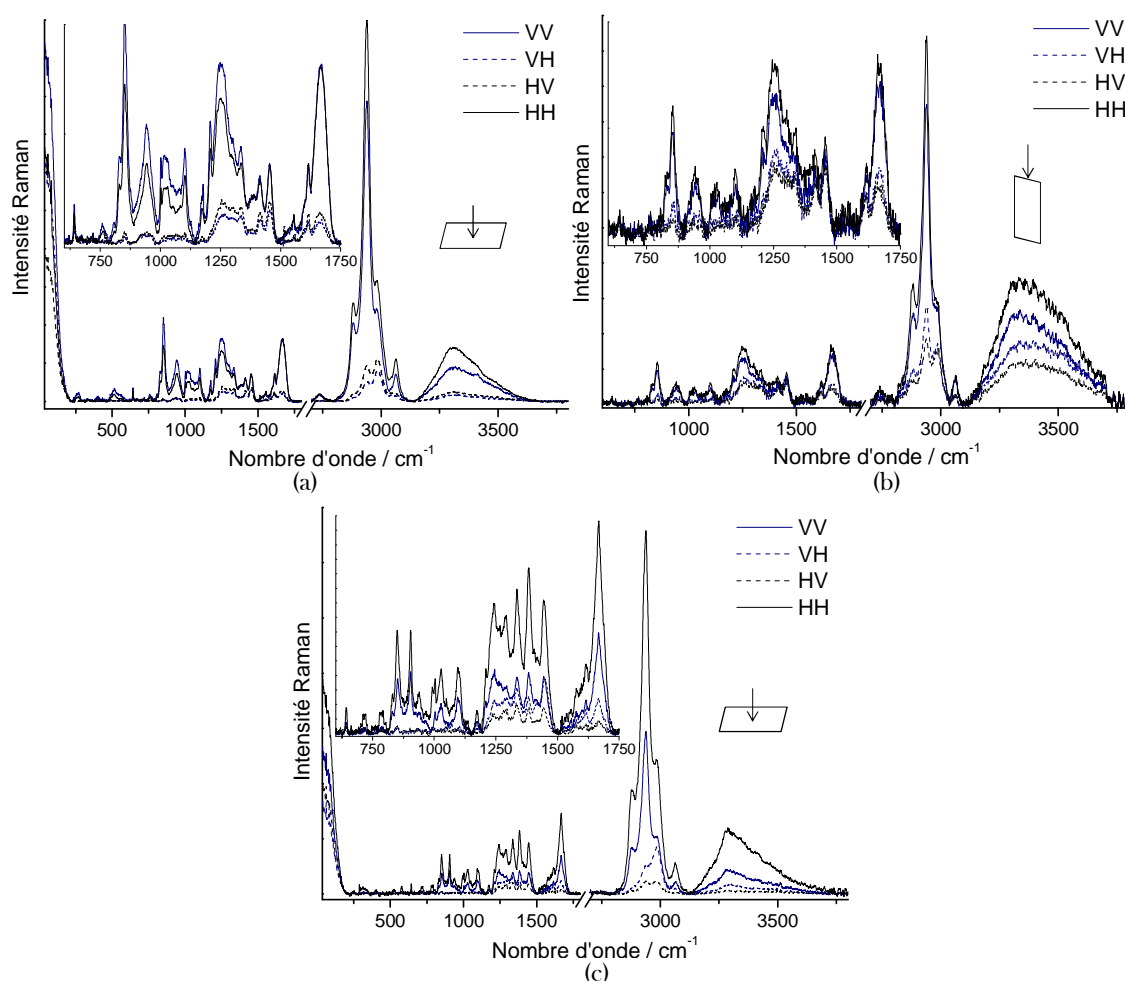 VV
VH
HV
HH
Intensité Raman
750 1000 1250 1500 1750
500 1000 1500 3000 3500
Nombre d'onde / cm-1
(a)
VV
VH
HV
HH
Intensité Raman
750 1000 1250 1500 1750
1000 1500 3000 3500
Nombre d'onde / cm-1
(b)
VV
VH
HV
HH
Intensité Raman
750 1000 1250 1500 1750
500 1000 1500 3000 3500
Nombre d'onde / cm-1
(c)